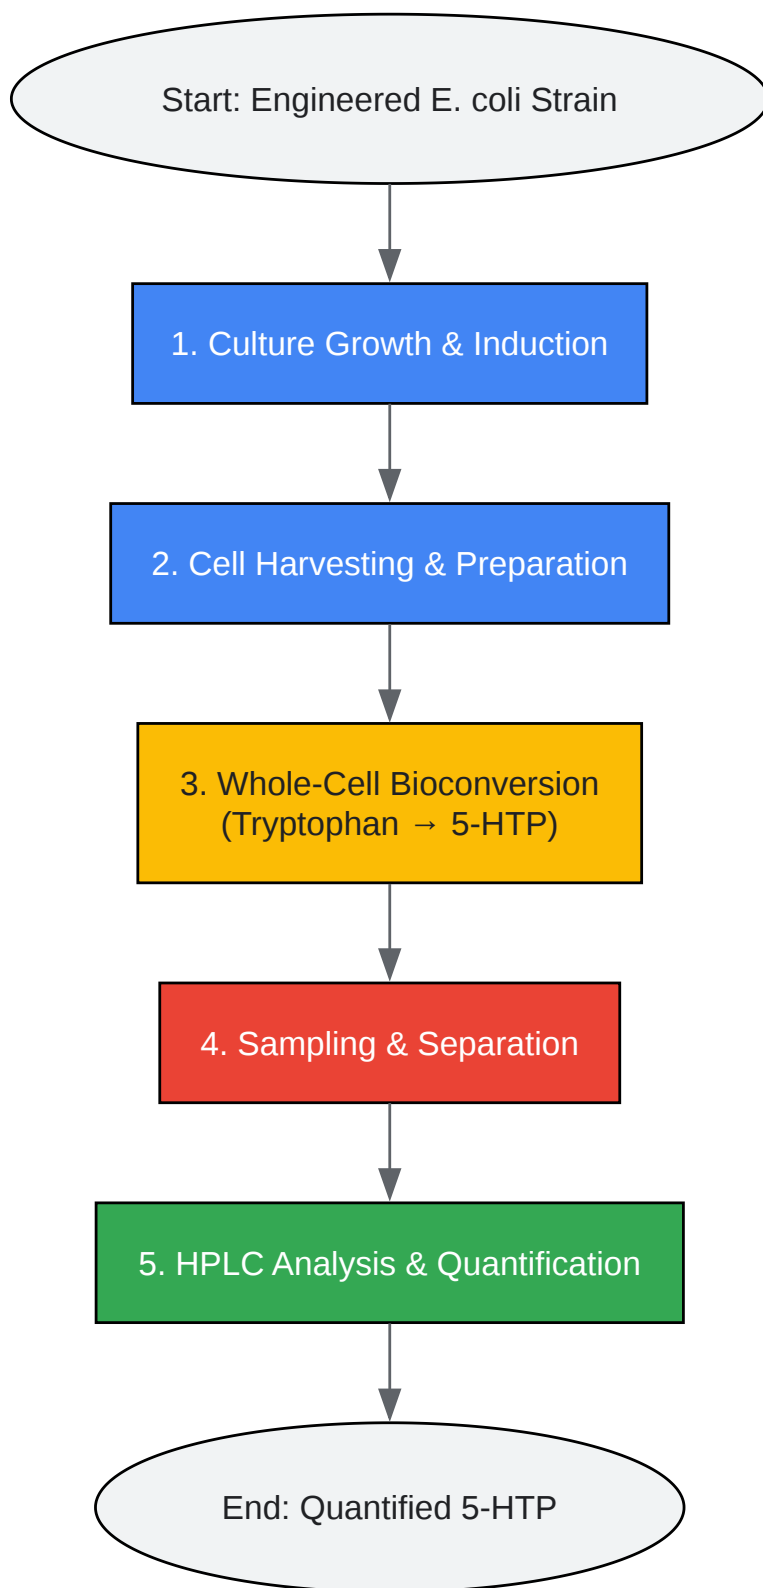 Start: Engineered E. coli Strain
1. Culture Growth & Induction
2. Cell Harvesting & Preparation
3. Whole-Cell Bioconversion
(Tryptophan → 5-HTP)
4. Sampling & Separation
5. HPLC Analysis & Quantification
End: Quantified 5-HTP